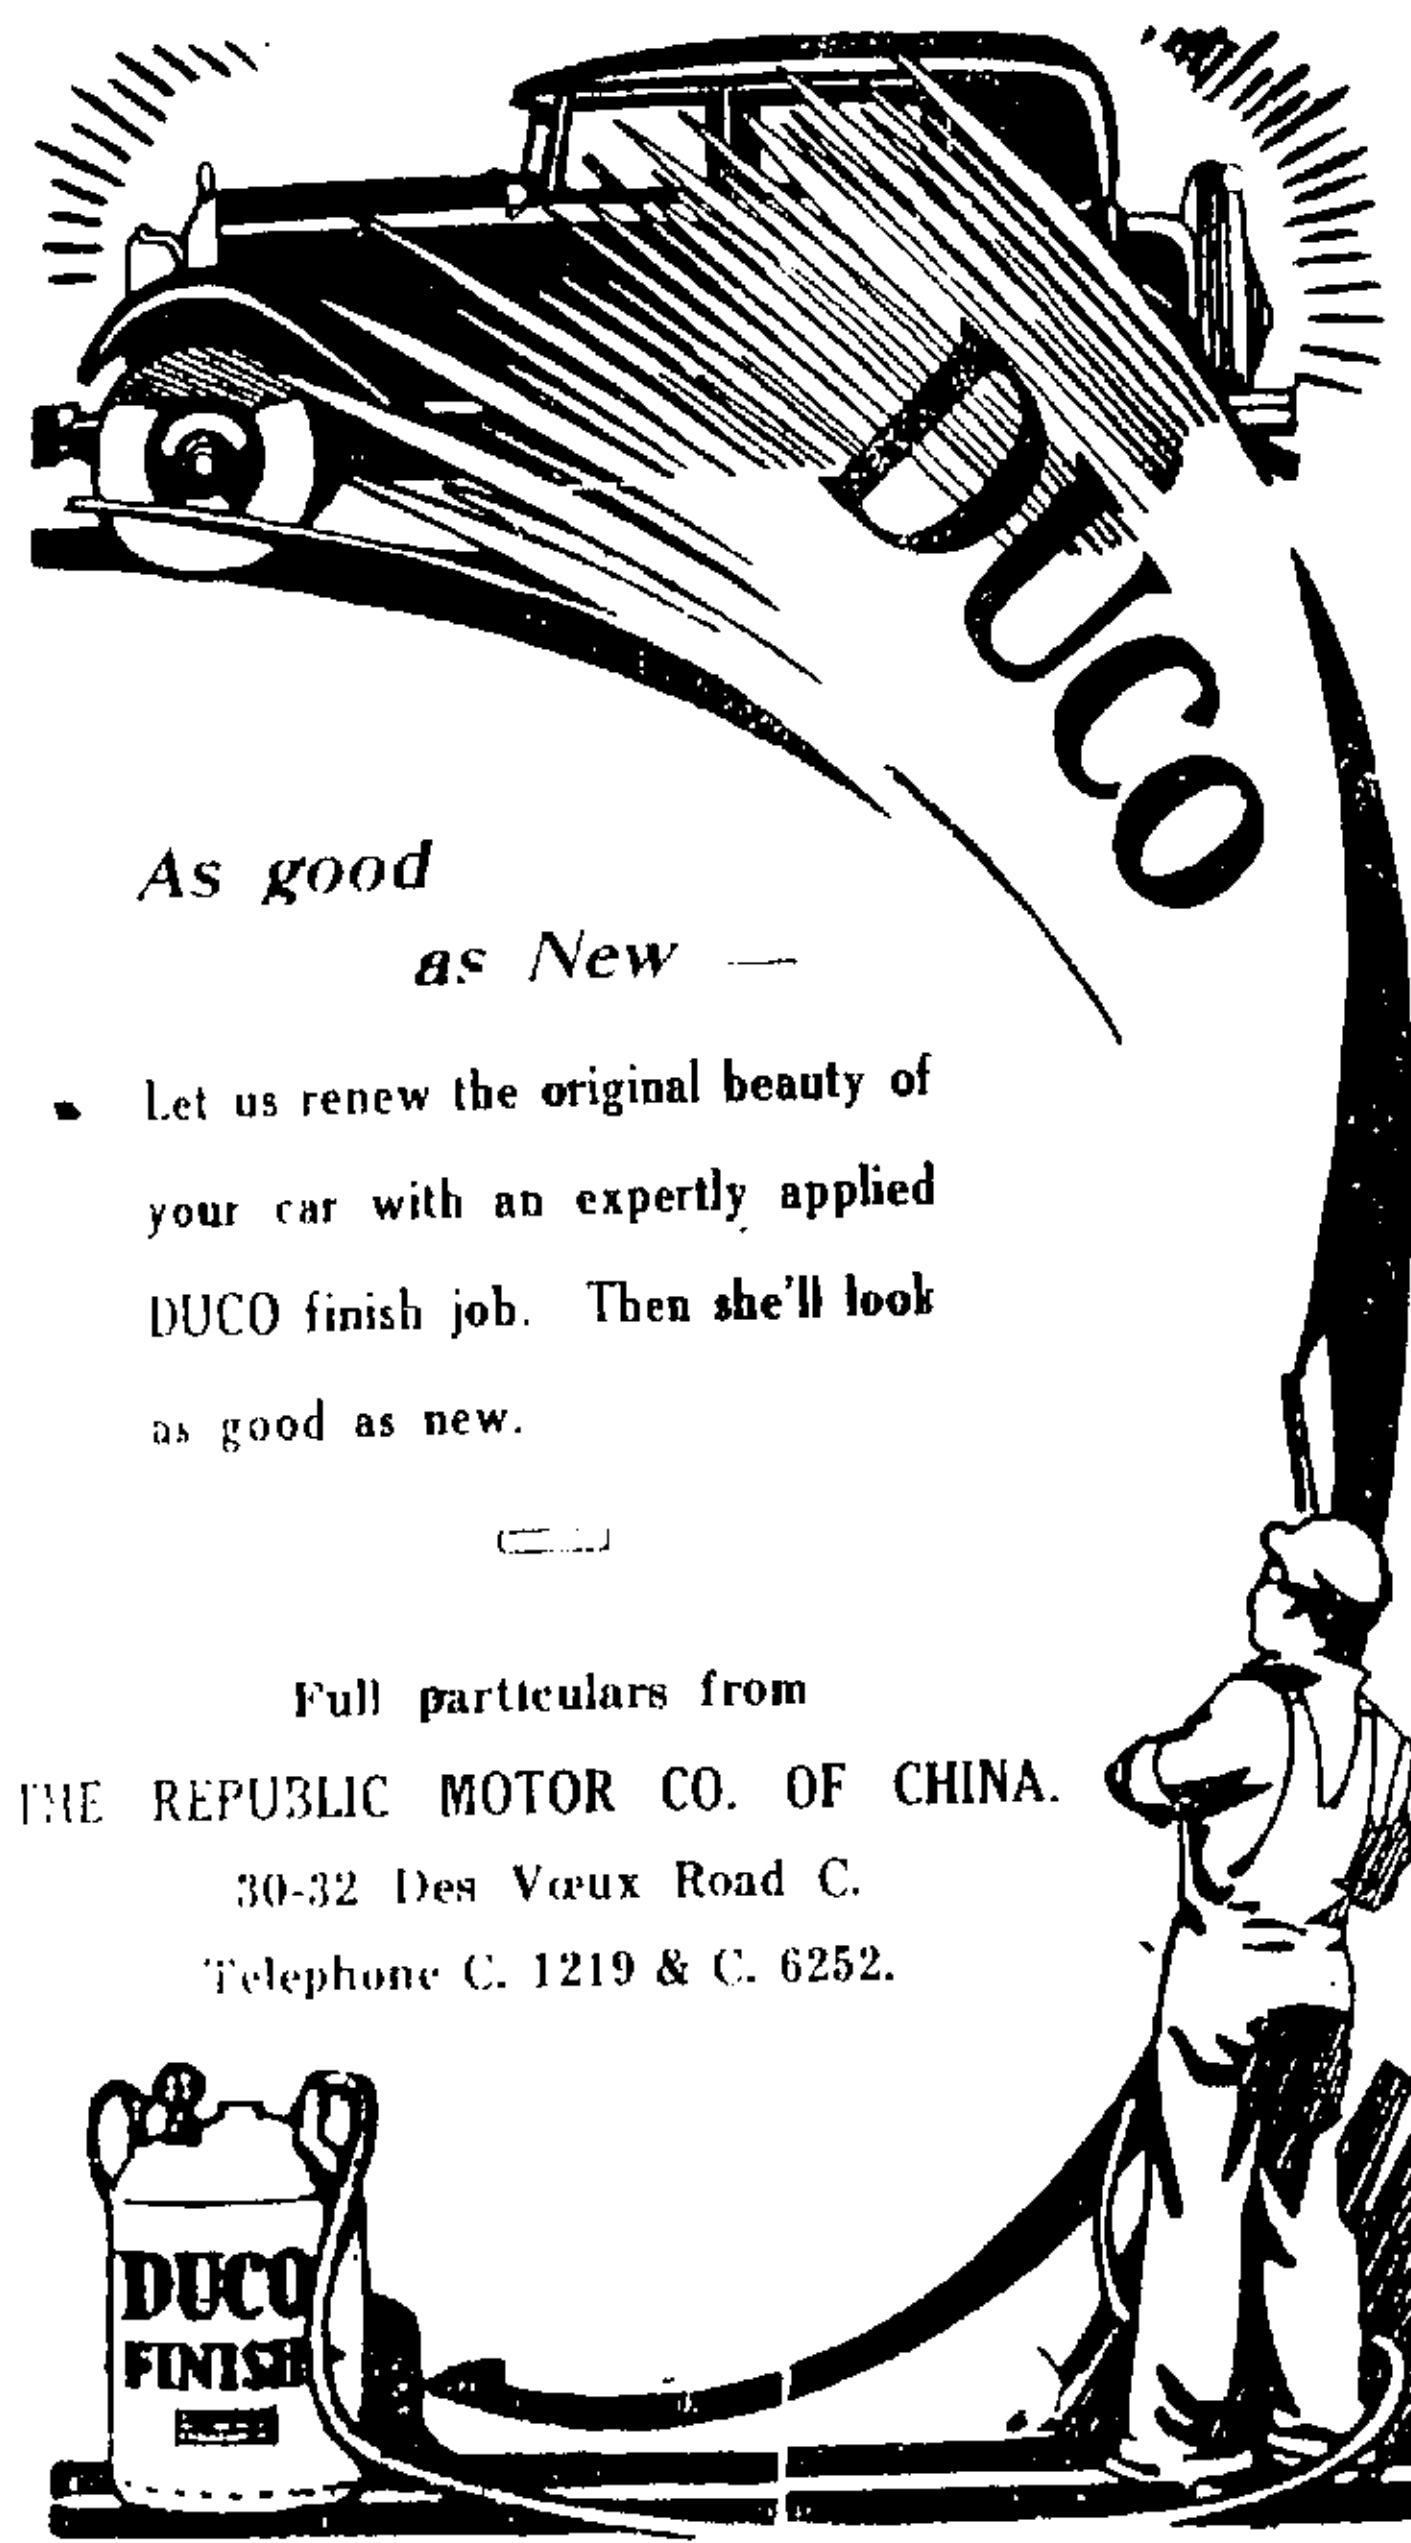 DUCO
As good
as New —
Let us renew the original beauty of
your car with an expertly applied
DUCO finish job. Then she'll look
as good as new.
Full particulars from
THE REPUBLIC MOTOR CO. OF CHINA.
30-32 Des Vœux Road C.
Telephone C. 1219 & C. 6252.
DUCO
FINISH